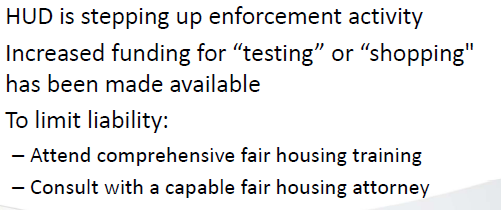 HUD is stepping up enforcement activity
Increased funding for “testing” or “shopping"
has been made available
To limit liability:
– Attend comprehensive fair housing training
– Consult with a capable fair housing attorney